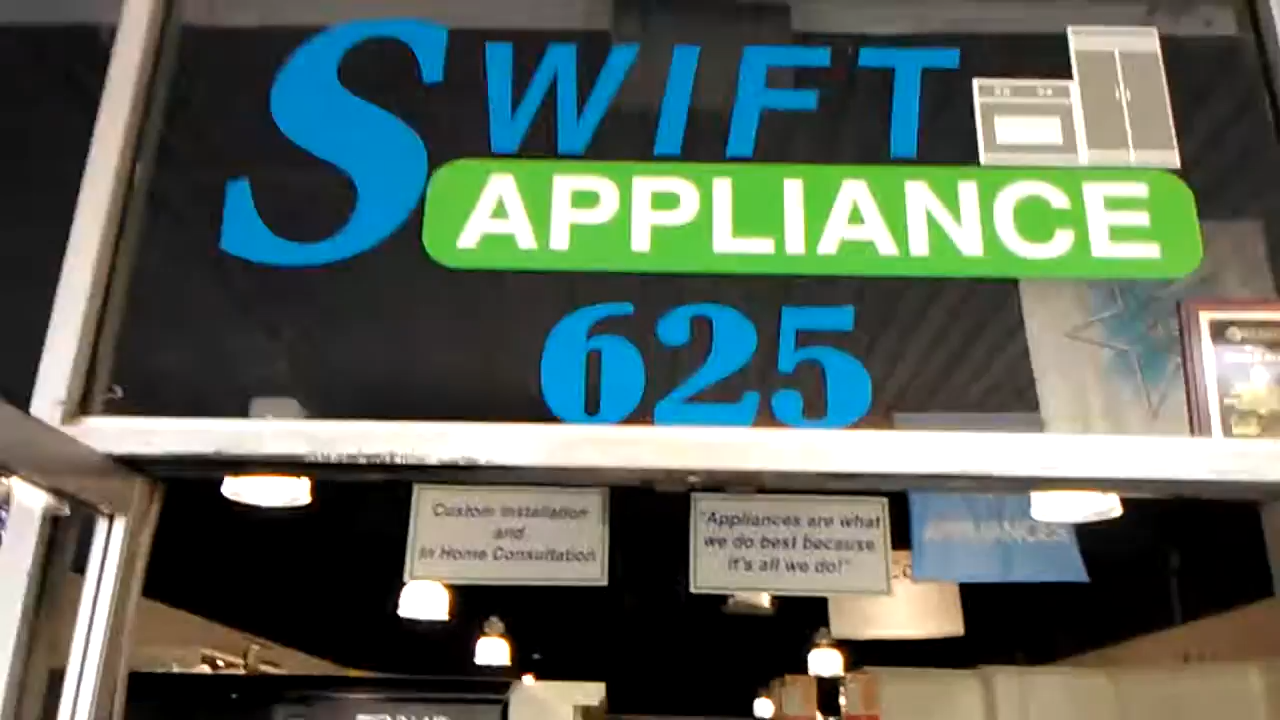 SWIFT
APPLIANCE
625
Custom Installation
and
In Home Consultation
"Appliances are what
we do best because
it's all we do!"
APPLIANCES